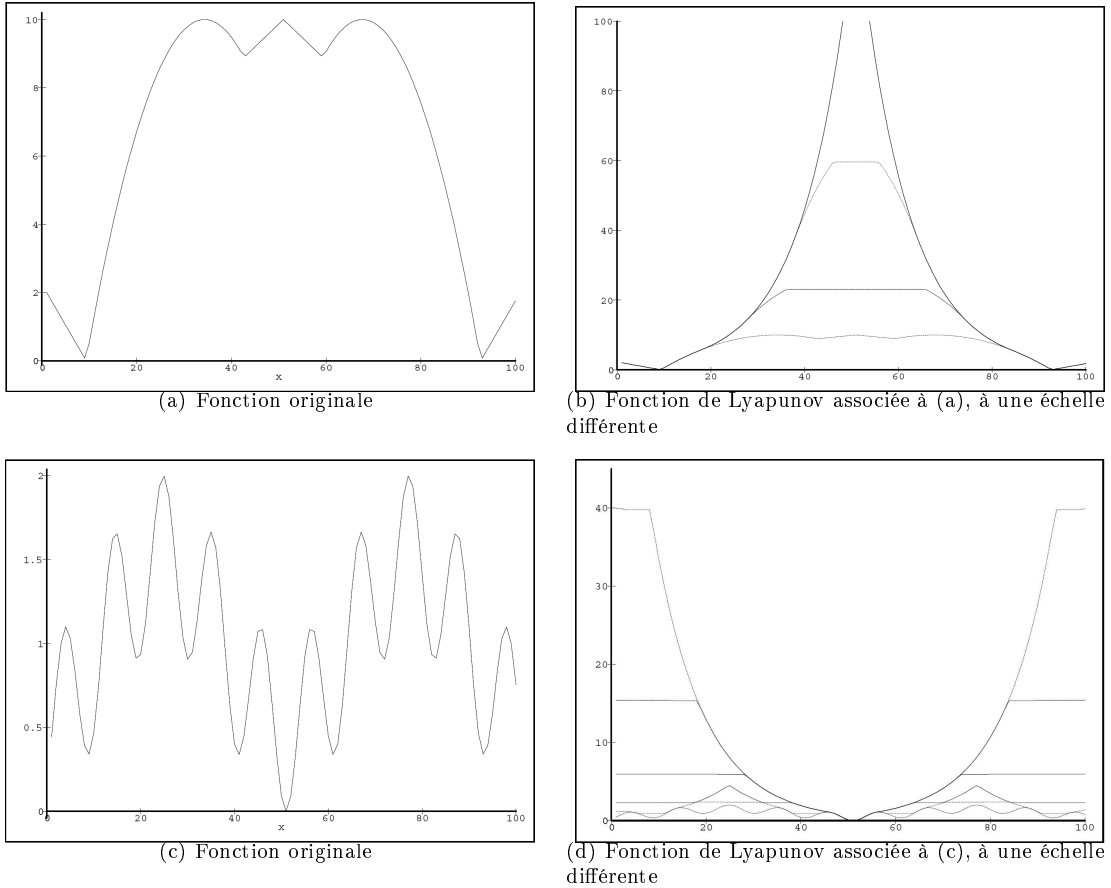 10
8
6
4
2
0
0 20 40 60 80 100
x
(a) Fonction originale
100
80
60
40
20
0
0 20 40 60 80 100
(b) Fonction de Lyapunov associée à (a), à une échelle
différente
2
1.5
1
0.5
0
0 20 40 60 80 100
x
(c) Fonction originale
40
30
20
10
0
0 20 40 60 80 100
(d) Fonction de Lyapunov associée à (c), à une échelle
différente